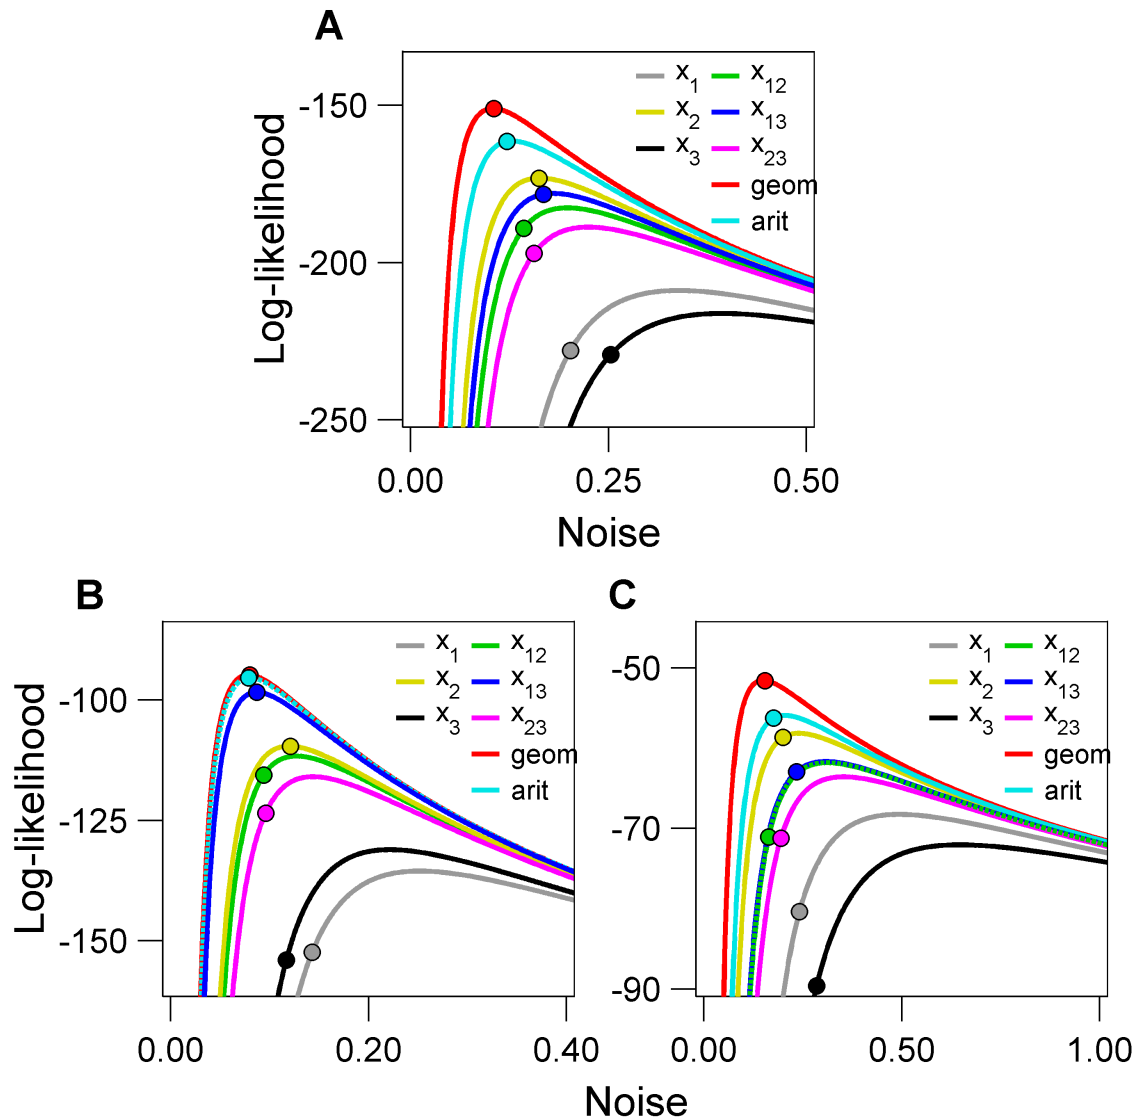 A
Log-likelihood
-150
-200
-250
x1 x12
x2 x13
x3 x23
geom
arit
0.00 0.25 0.50
Noise
B
Log-likelihood
-100
-125
-150
x1 x12
x2 x13
x3 x23
geom
arit
0.00 0.20 0.40
C
-50
-70
-90
x1 x12
x2 x13
x3 x23
geom
arit
0.00 0.50 1.00
Noise